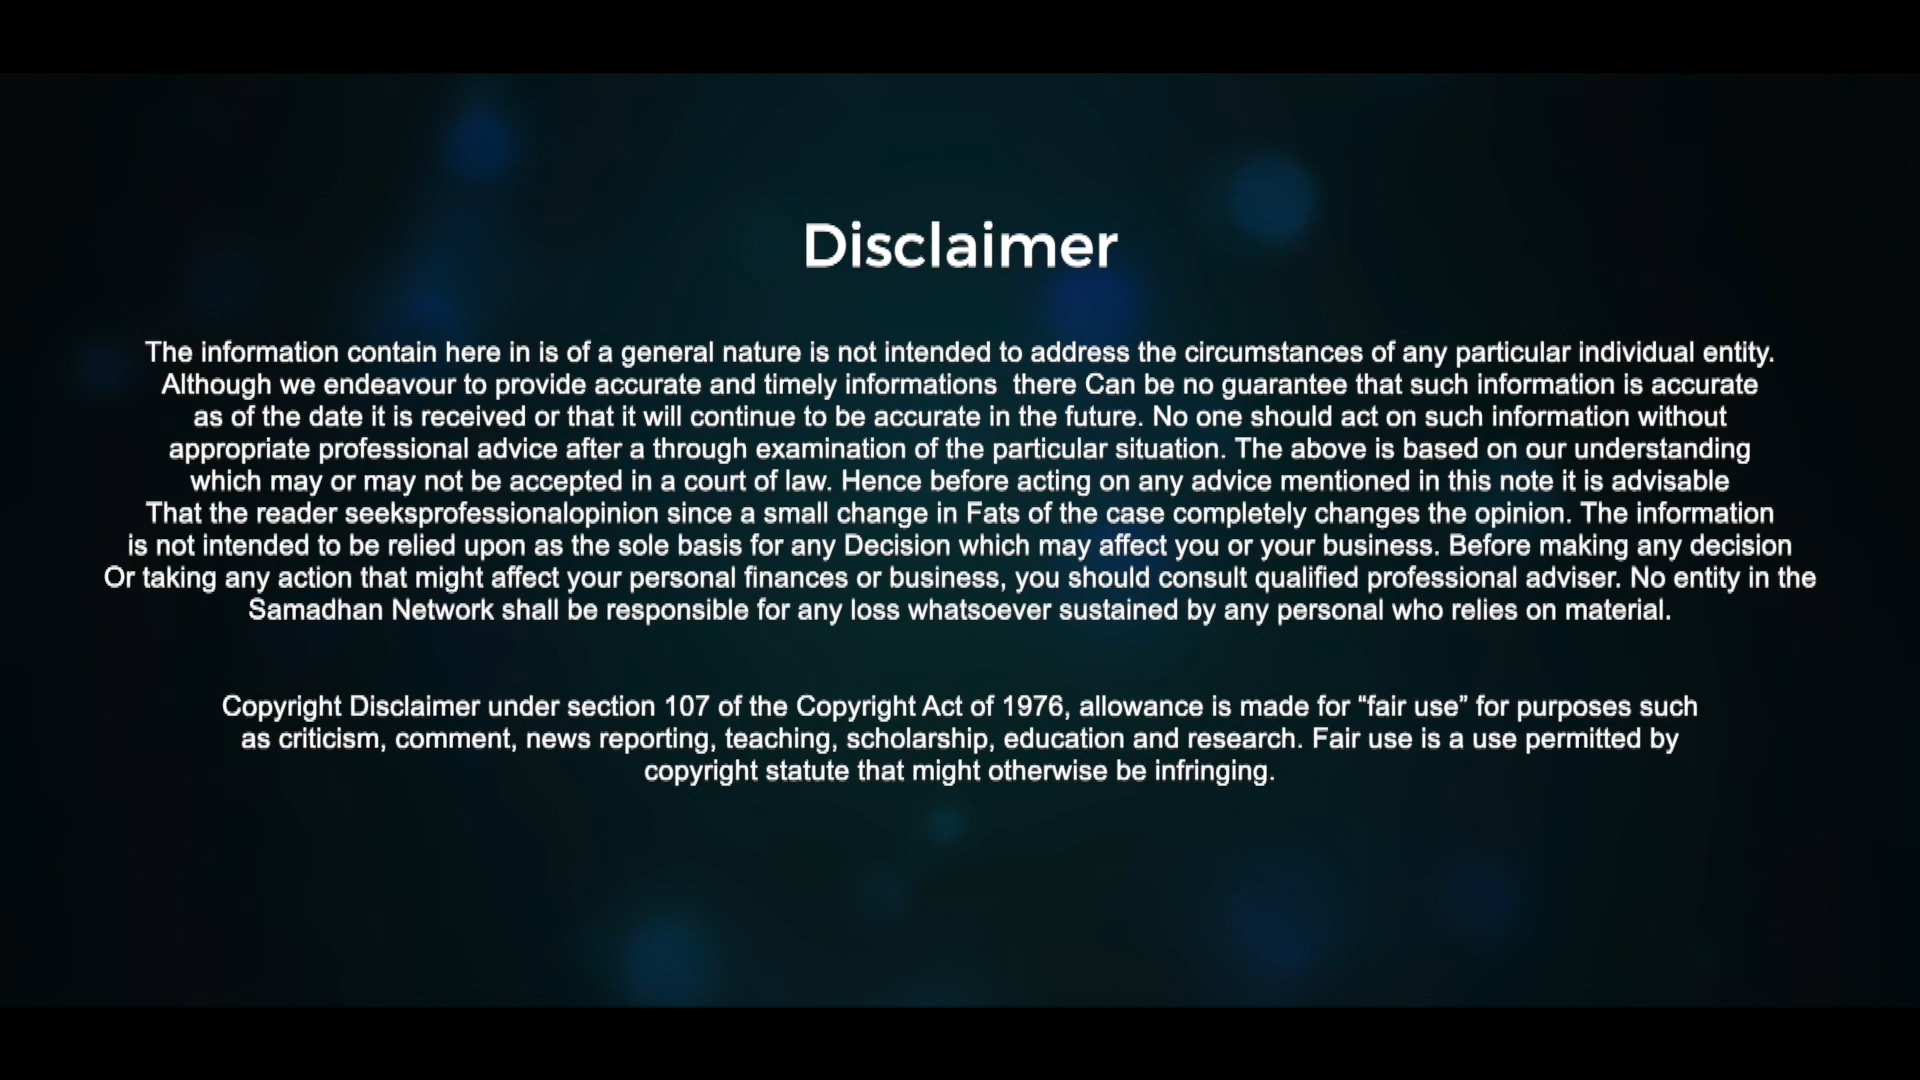 Disclaimer
The information contain here in is of a general nature is not intended to address the circumstances of any particular individual entity.
Although we endeavour to provide accurate and timely informations  there Can be no guarantee that such information is accurate
as of the date it is received or that it will continue to be accurate in the future. No one should act on such information without
appropriate professional advice after a through examination of the particular situation. The above is based on our understanding
which may or may not be accepted in a court of law. Hence before acting on any advice mentioned in this note it is advisable
That the reader seeksprofessionalopinion since a small change in Fats of the case completely changes the opinion. The information
is not intended to be relied upon as the sole basis for any Decision which may affect you or your business. Before making any decision
Or taking any action that might affect your personal finances or business, you should consult qualified professional adviser. No entity in the
Samadhan Network shall be responsible for any loss whatsoever sustained by any personal who relies on material.
Copyright Disclaimer under section 107 of the Copyright Act of 1976, allowance is made for “fair use” for purposes such
as criticism, comment, news reporting, teaching, scholarship, education and research. Fair use is a use permitted by
copyright statute that might otherwise be infringing.